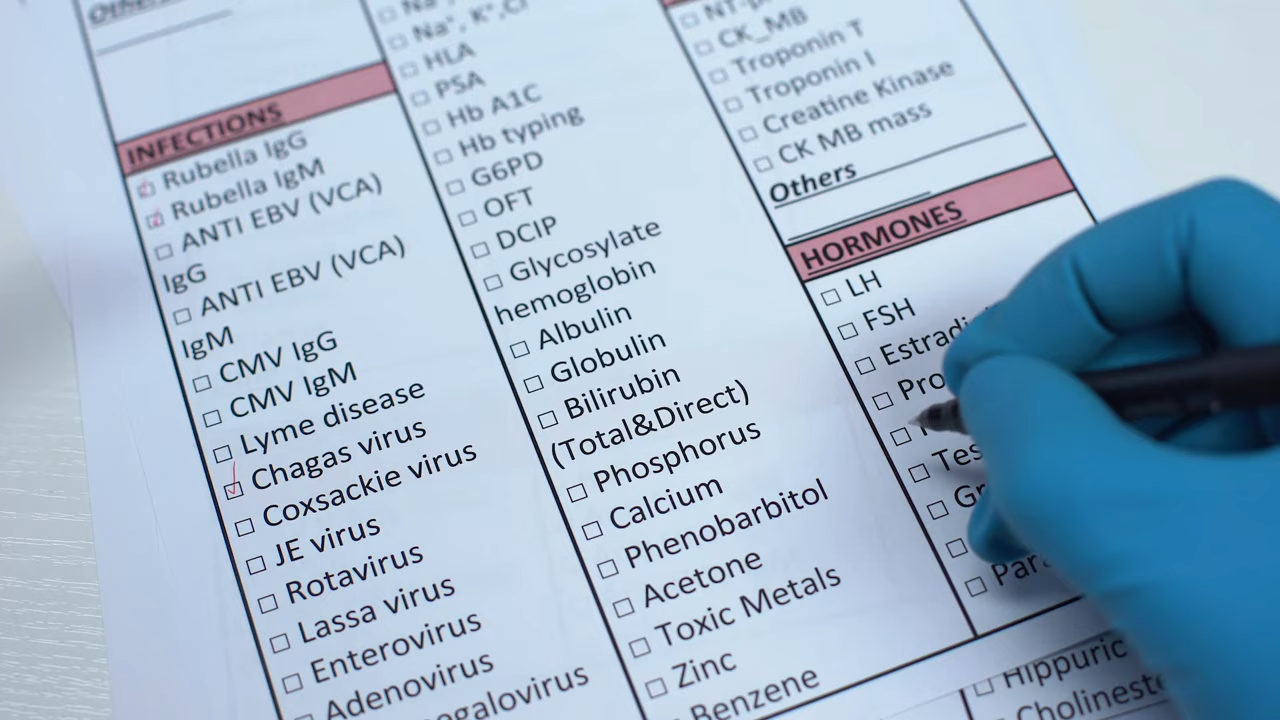 Others
INFECTIONS
Rubella IgG
Rubella IgM
ANTI EBV (VCA)
IgG
ANTI EBV (VCA)
IgM
CMV IgG
CMV IgM
Lyme disease
Chagas virus
Coxsackie virus
JE virus
Rotavirus
Lassa virus
Enterovirus
Adenovirus
Na⁺, K⁺,Cl⁻
HLA
PSA
Hb A1C
Hb typing
G6PD
OFT
DCIP
Glycosylate
hemoglobin
Albulin
Globulin
Bilirubin
(Total&Direct)
Phosphorus
Calcium
Phenobarbitol
Acetone
Toxic Metals
Zinc
Benzene
CK_MB
Troponin T
Troponin I
Creatine Kinase
CK MB mass
Others
HORMONES
LH
FSH
Hippuric